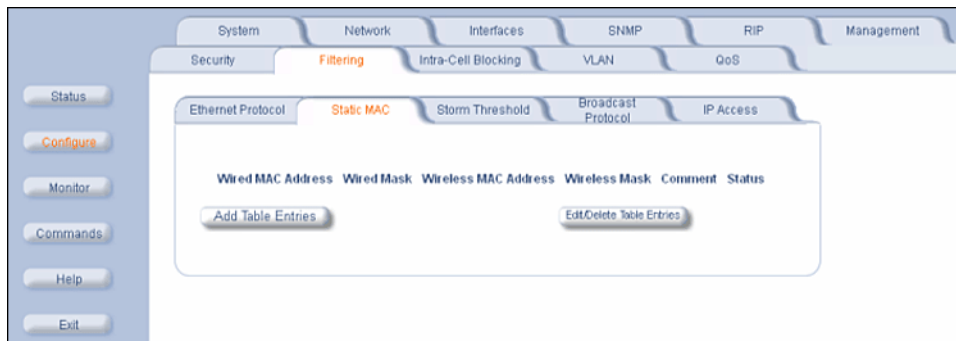 System Network Interfaces SNMP RIP Management
Security Filtering Intra-Cell Blocking VLAN QoS
Status
Configure
Monitor
Commands
Help
Exit
Ethernet Protocol Static MAC Storm Threshold Broadcast Protocol IP Access
Wired MAC Address Wired Mask Wireless MAC Address Wireless Mask Comment Status
Add Table Entries Edit/Delete Table Entries